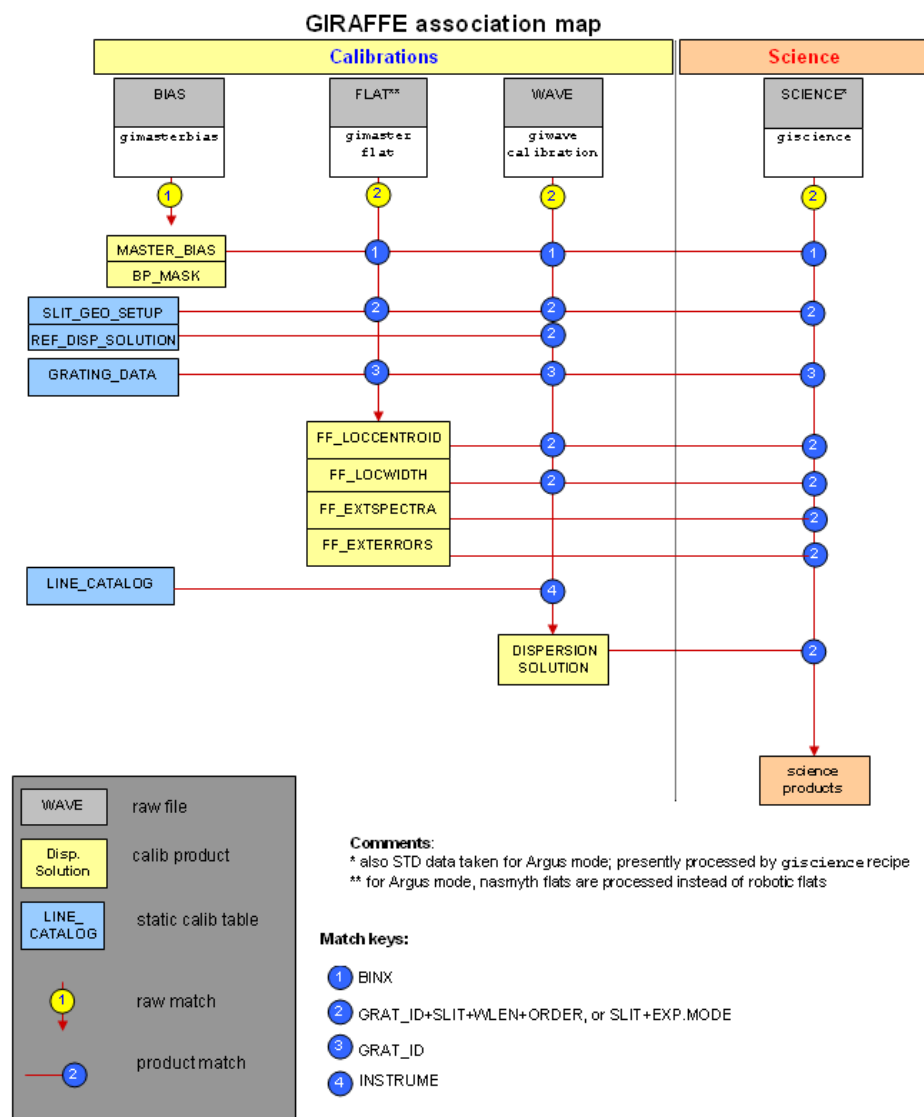 GIRAFFE association map
Calibrations
Science
BIAS
FLAT**
WAVE
SCIENCE*
gimasterbias
gimaster
flat
giwave
calibration
giscience
1
2
2
2
MASTER_BIAS
1
1
1
BP_MASK
SLIT_GEO_SETUP
2
2
2
REF_DISP_SOLUTION
2
GRATING_DATA
3
3
3
FF_LOCCENTROID
2
2
FF_LOCWIDTH
2
2
FF_EXTSPECTRA
2
FF_EXTERRORS
2
LINE_CATALOG
4
DISPERSION
SOLUTION
2
science
products
WAVE
raw file
Disp.
Solution
calib product
LINE_
CATALOG
static calib table
1
raw match
2
product match
Comments:
* also STD data taken for Argus mode; presently processed by giscience recipe
** for Argus mode, nasmyth flats are processed instead of robotic flats
Match keys:
1 BINX
2 GRAT_ID+SLIT+WLEN+ORDER, or SLIT+EXP.MODE
3 GRAT_ID
4 INSTRUME